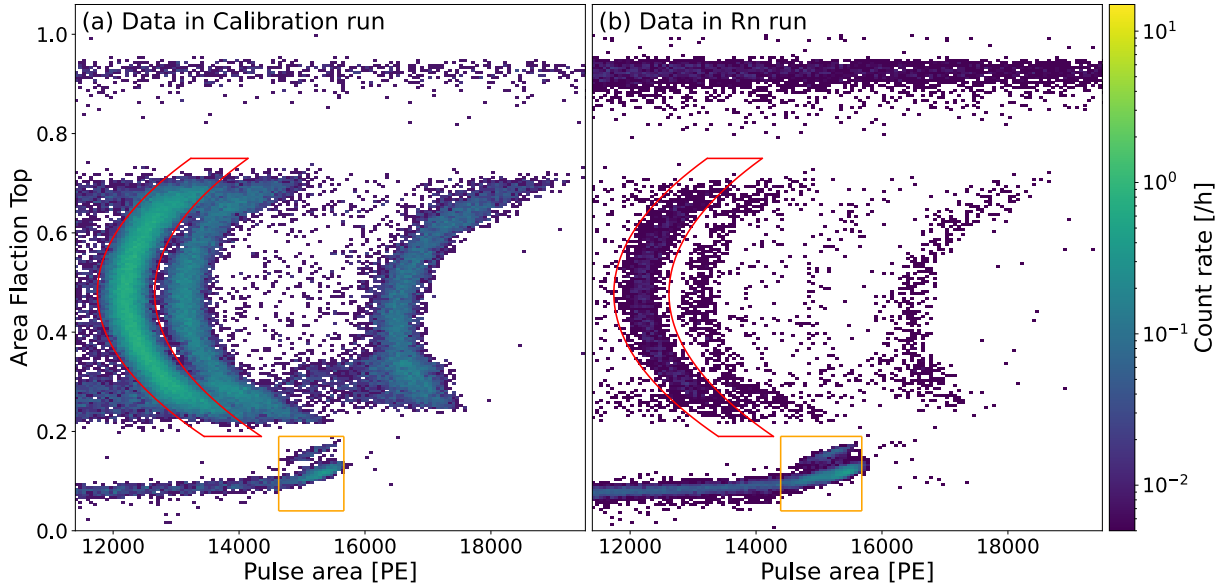 (a) Data in Calibration run
(b) Data in Rn run
1.0
0.8
0.6
0.4
0.2
0.0
Area Flaction Top
12000 14000 16000 18000
12000 14000 16000 18000
Pulse area [PE]
Pulse area [PE]
10¹
10⁰
10⁻¹
10⁻²
Count rate [/h]